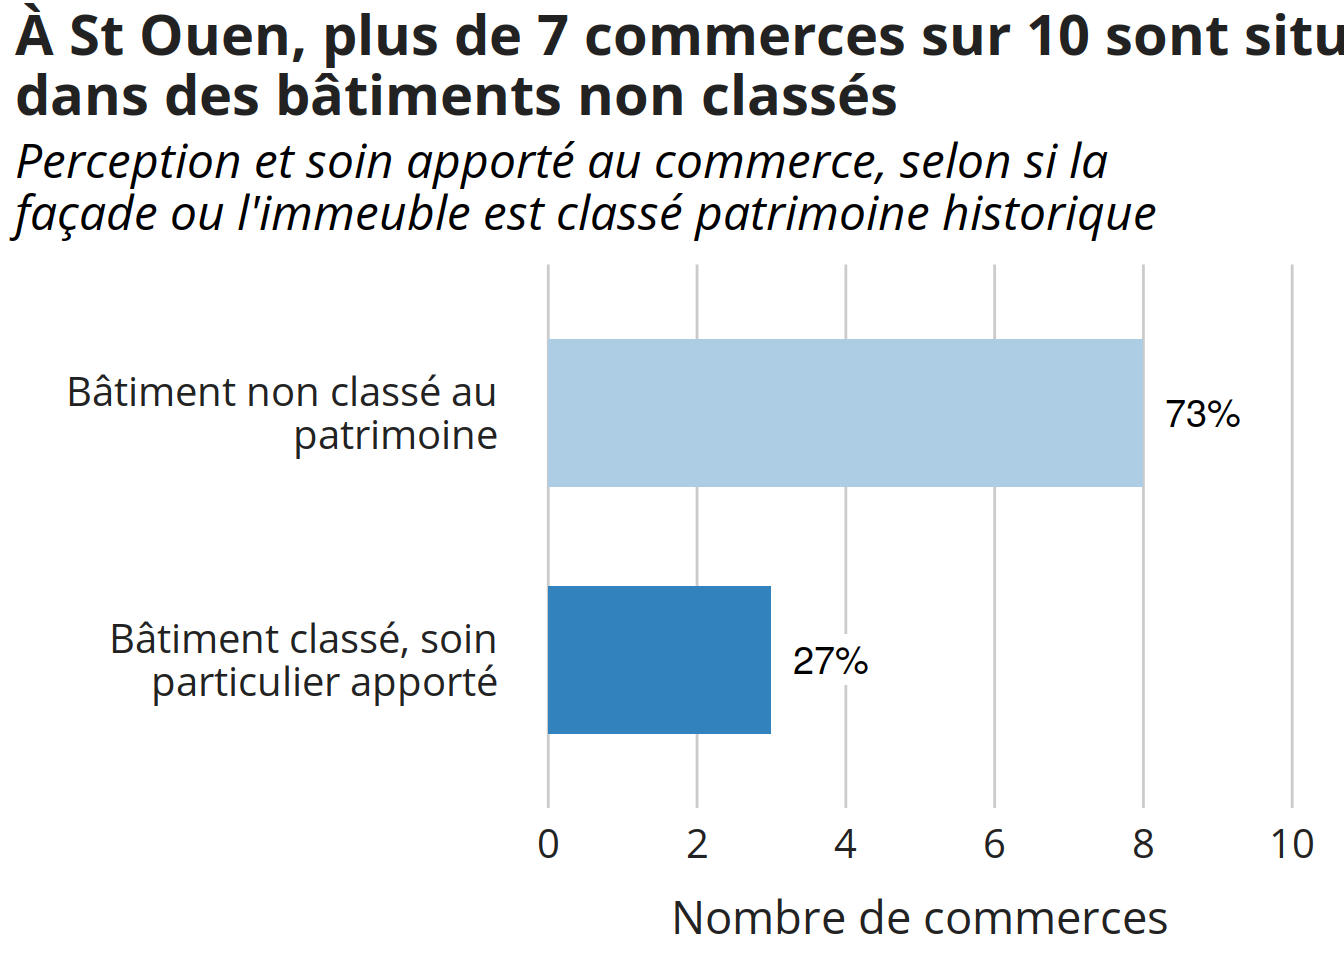 À St Ouen, plus de 7 commerces sur 10 sont situ
dans des bâtiments non classés
Perception et soin apporté au commerce, selon si la
façade ou l'immeuble est classé patrimoine historique
Bâtiment non classé au
patrimoine
73%
Bâtiment classé, soin
particulier apporté
27%
0 2 4 6 8 10
Nombre de commerces